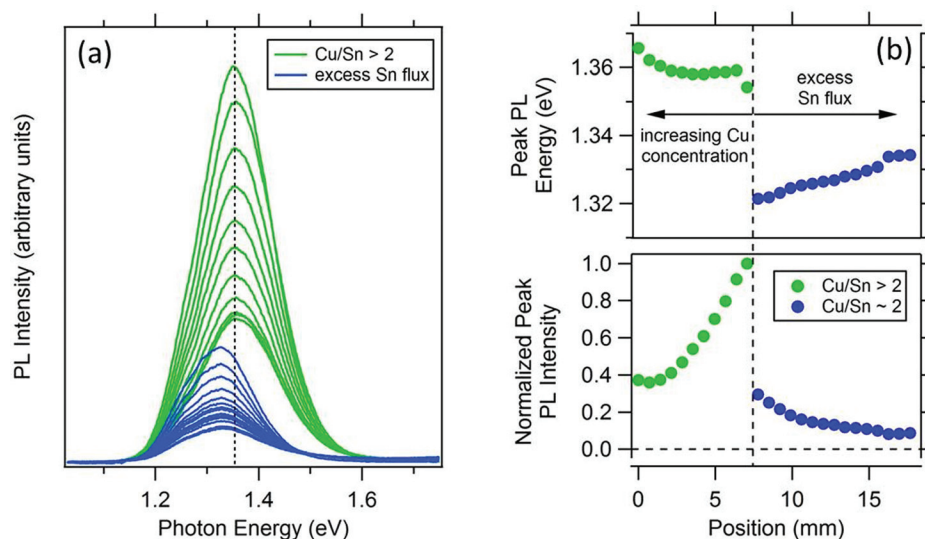 (a)
Cu/Sn > 2
excess Sn flux
PL Intensity (arbitrary units)
1.2
1.4
1.6
Photon Energy (eV)
(b)
Peak PL
Energy (eV)
1.36
1.34
1.32
excess
Sn flux
increasing Cu
concentration
Normalized Peak
PL Intensity
1.0
0.8
0.6
0.4
0.2
0.0
Cu/Sn > 2
Cu/Sn ~ 2
0
5
10
15
Position (mm)